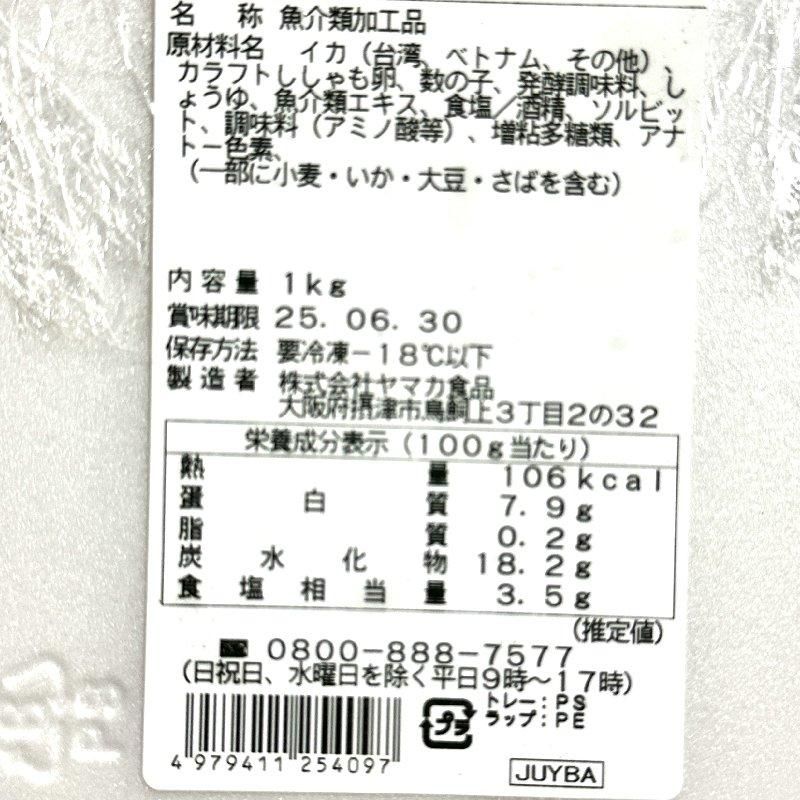 名称 魚介類加工品
原材料名 イカ（台湾、ベトナム、その他）、
カラフトししゃも卵、数の子、発酵調味料、し
ょうゆ、魚介類エキス、食塩／酒精、ソルビッ
ト、調味料（アミノ酸等）、増粘多糖類、アナ
トー色素、
（一部に小麦・いか・大豆・さばを含む）
内容量 1kg
賞味期限 25. 06. 30
保存方法 要冷凍－18℃以下
製造者 株式会社ヤマカ食品
大阪府摂津市鳥飼上3丁目2の32
栄養成分表示（100g当たり）
熱量 106kcal
蛋白質 7. 9g
脂質 0. 2g
炭水化物 18. 2g
食塩相当量 3. 5g
（推定値）
0800-888-7577
（日祝日、水曜日を除く平日9時～17時）
プラ トレー：PS
ラップ：PE
4 979411 254097
JUYBA